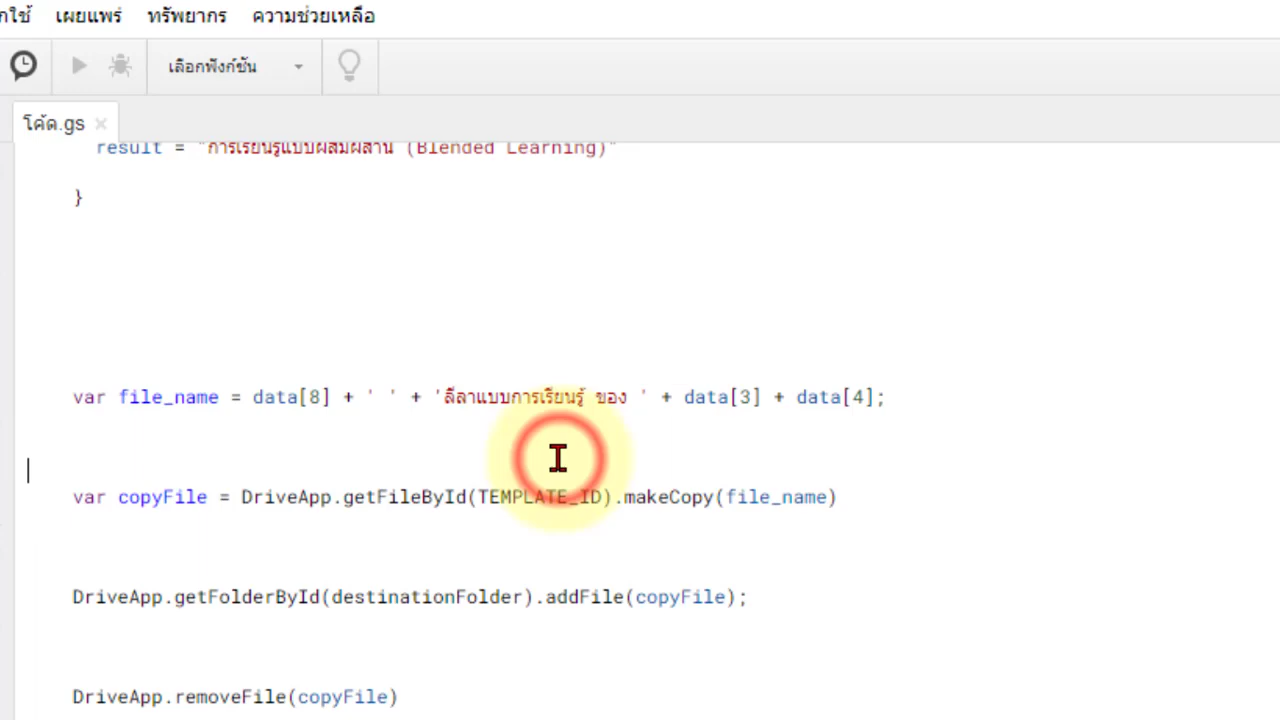 เผยแพร่ ทรัพยากร ความช่วยเหลือ
เลือกฟังก์ชัน
โค้ด.gs
result = "การเรียนรู้แบบผสมผสาน (Blended Learning)"
}
var file_name = data[8] + ' ' + 'ลีลาแบบการเรียนรู้ ของ ' + data[3] + data[4];
var copyFile = DriveApp.getFileById(TEMPLATE_ID).makeCopy(file_name)
DriveApp.getFolderById(destinationFolder).addFile(copyFile);
DriveApp.removeFile(copyFile)